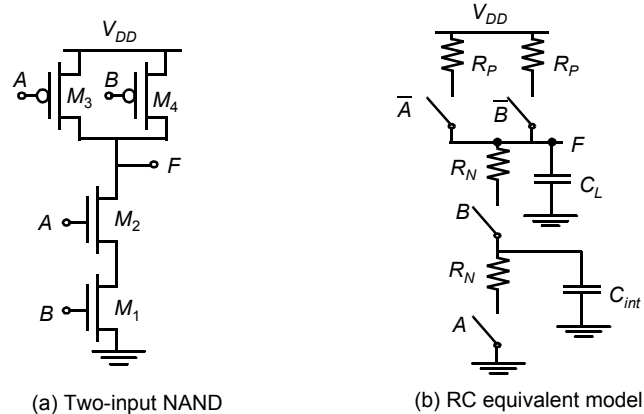 V_DD
A
M_3
B
M_4
F
A
M_2
B
M_1
(a) Two-input NAND
V_DD
R_P
R_P
A̅
B̅
F
R_N
C_L
B
R_N
C_int
A
(b) RC equivalent model